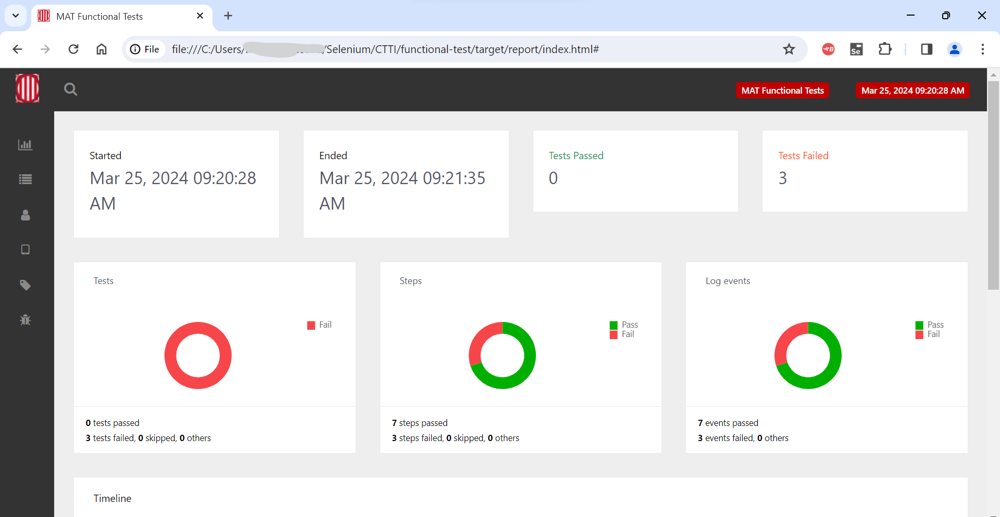 MAT Functional Tests
File file:///C:/Users/ /Selenium/CTTI/functional-test/target/report/index.html#
B
Se
MAT Functional Tests
Mar 25, 2024 09:20:28 AM
Started
Mar 25, 2024 09:20:28
AM
Ended
Mar 25, 2024 09:21:35
AM
Tests Passed
0
Tests Failed
3
Tests
Fail
0 tests passed
3 tests failed, 0 skipped, 0 others
Steps
Pass
Fail
7 steps passed
3 steps failed, 0 skipped, 0 others
Log events
Pass
Fail
7 events passed
3 events failed, 0 others
Timeline